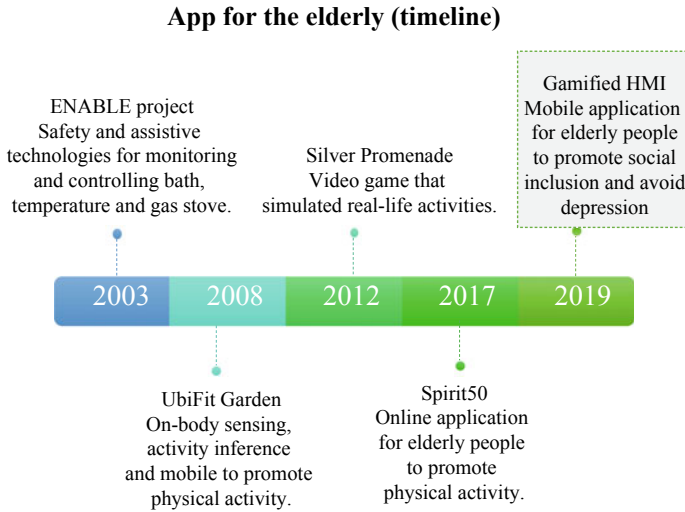 App for the elderly (timeline)
ENABLE project
Safety and assistive
technologies for monitoring
and controlling bath,
temperature and gas stove.
Silver Promenade
Video game that
simulated real-life activities.
Gamified HMI
Mobile application
for elderly people
to promote social
inclusion and avoid
depression
2003
2008
2012
2017
2019
UbiFit Garden
On-body sensing,
activity inference
and mobile to promote
physical activity.
Spirit50
Online application
for elderly people
to promote
physical activity.